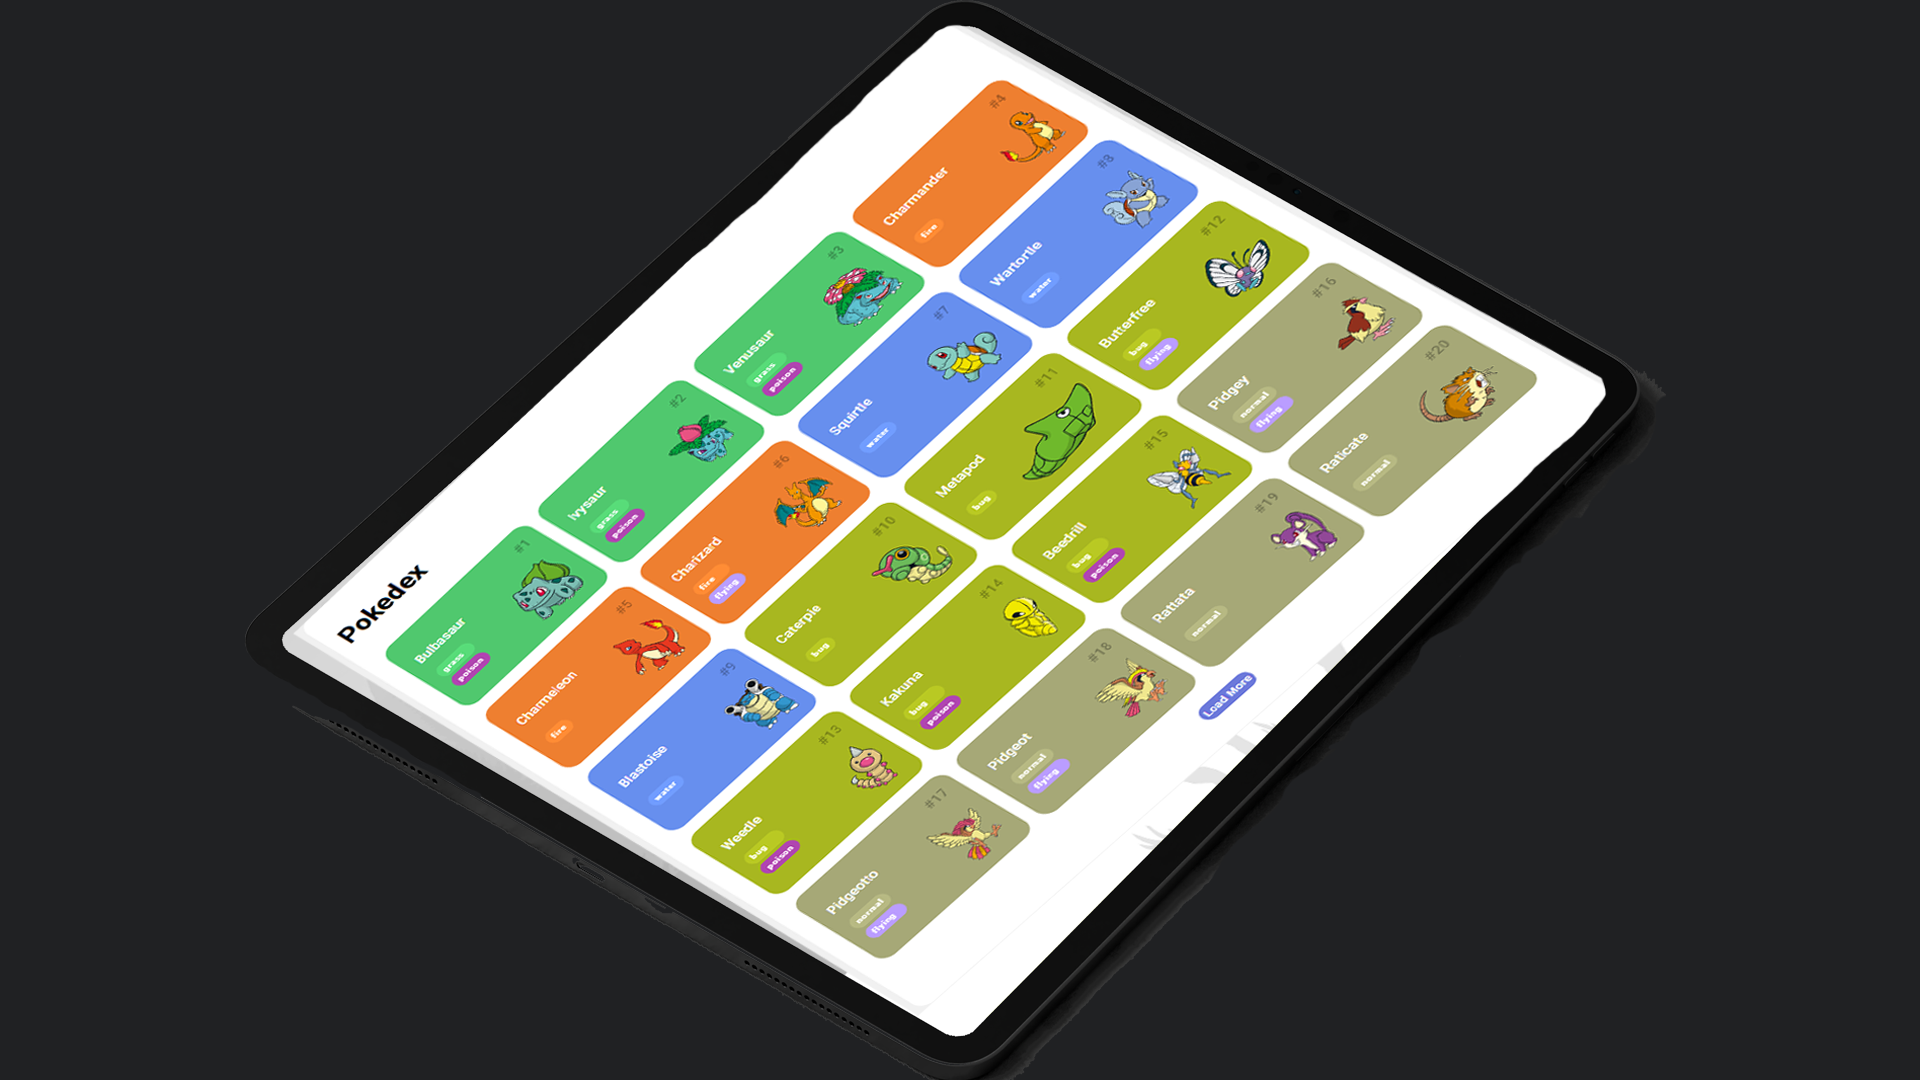 Pokedex
#1
Bulbasaur
grass
poison
#2
Ivysaur
grass
poison
#3
Venusaur
grass
poison
#4
Charmander
fire
#5
Charmeleon
fire
#6
Charizard
fire
flying
#7
Squirtle
water
#8
Wartortle
water
#9
Blastoise
water
#10
Caterpie
bug
#11
Metapod
bug
#12
Butterfree
bug
flying
#13
Weedle
bug
poison
#14
Kakuna
bug
poison
#15
Beedrill
bug
poison
#16
Pidgey
normal
flying
#17
Pidgeotto
normal
flying
#18
Pidgeot
normal
flying
#19
Rattata
normal
#20
Raticate
normal
Load More